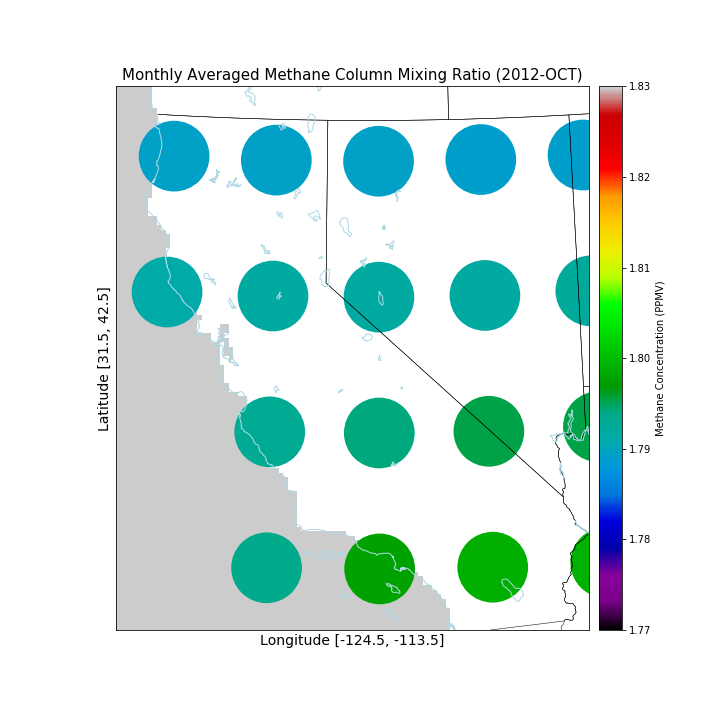 Monthly Averaged Methane Column Mixing Ratio (2012-OCT)
Latitude [31.5, 42.5]
Longitude [-124.5, -113.5]
1.83
1.82
1.81
1.80
1.79
1.78
1.77
Methane Concentration (PPMV)